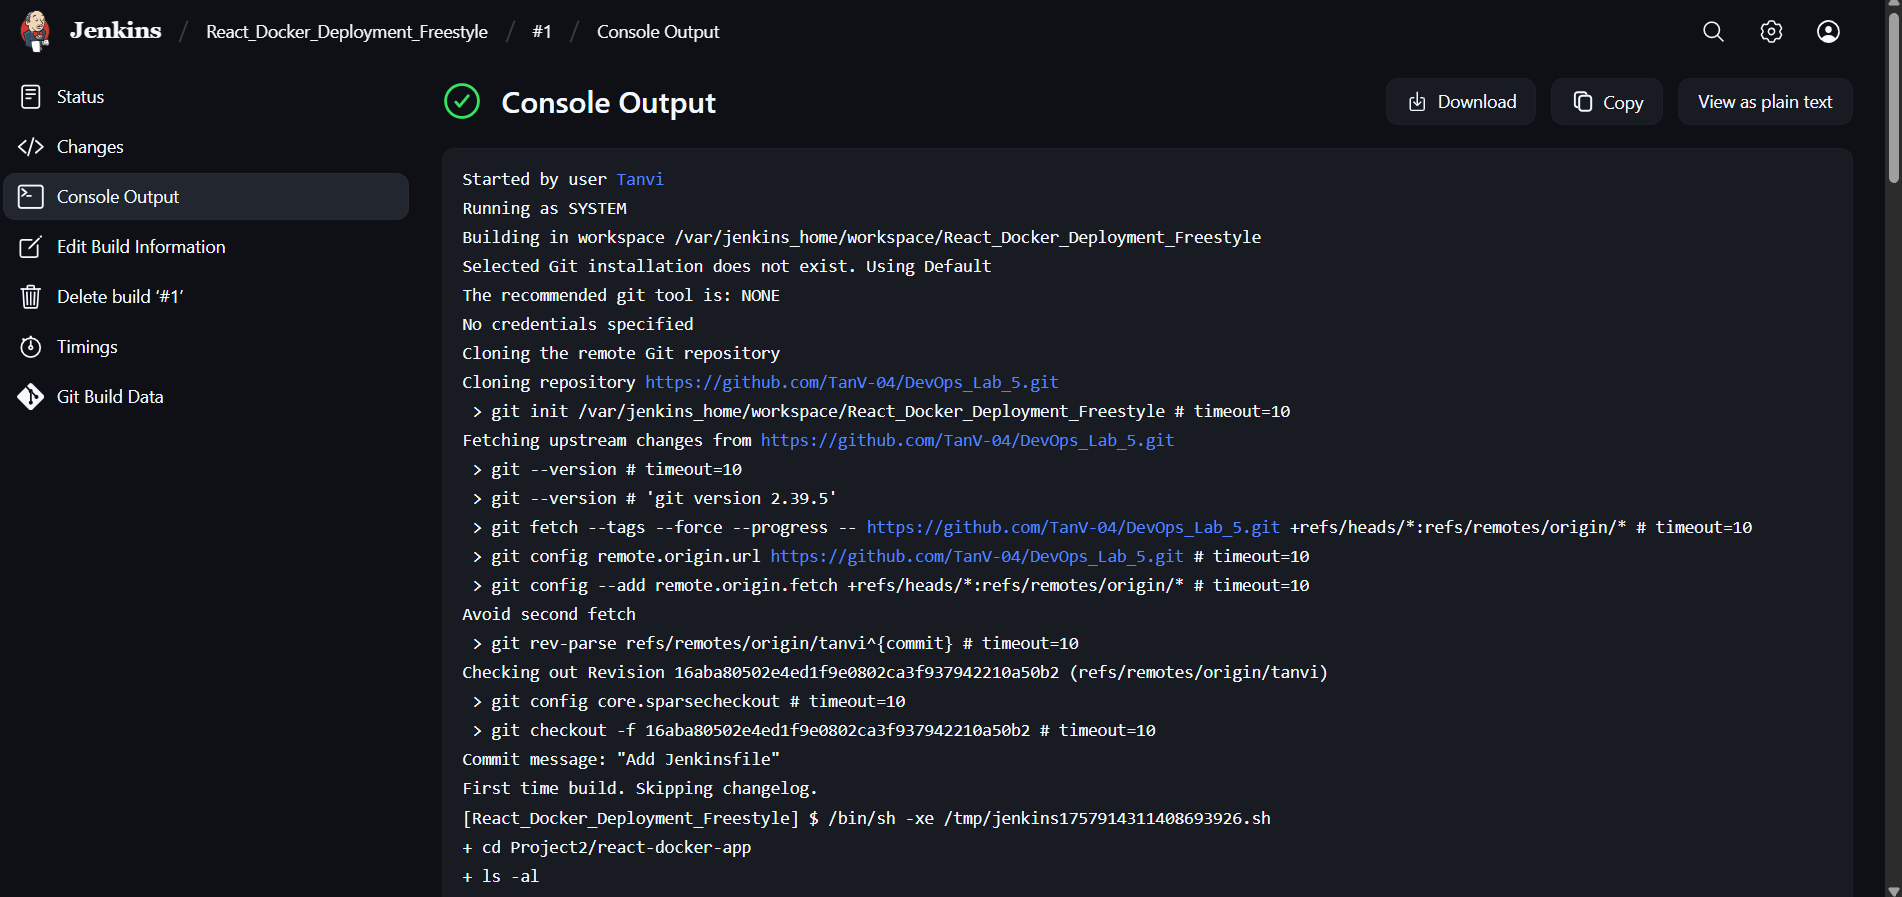 Jenkins / React_Docker_Deployment_Freestyle / #1 / Console Output
Status
Changes
Console Output
Edit Build Information
Delete build ‘#1’
Timings
Git Build Data
Console Output
Download
Copy
View as plain text
Started by user Tanvi
Running as SYSTEM
Building in workspace /var/jenkins_home/workspace/React_Docker_Deployment_Freestyle
Selected Git installation does not exist. Using Default
The recommended git tool is: NONE
No credentials specified
Cloning the remote Git repository
Cloning repository https://github.com/TanV-04/DevOps_Lab_5.git
 > git init /var/jenkins_home/workspace/React_Docker_Deployment_Freestyle # timeout=10
Fetching upstream changes from https://github.com/TanV-04/DevOps_Lab_5.git
 > git --version # timeout=10
 > git --version # 'git version 2.39.5'
 > git fetch --tags --force --progress -- https://github.com/TanV-04/DevOps_Lab_5.git +refs/heads/*:refs/remotes/origin/* # timeout=10
 > git config remote.origin.url https://github.com/TanV-04/DevOps_Lab_5.git # timeout=10
 > git config --add remote.origin.fetch +refs/heads/*:refs/remotes/origin/* # timeout=10
Avoid second fetch
 > git rev-parse refs/remotes/origin/tanvi^{commit} # timeout=10
Checking out Revision 16aba80502e4ed1f9e0802ca3f937942210a50b2 (refs/remotes/origin/tanvi)
 > git config core.sparsecheckout # timeout=10
 > git checkout -f 16aba80502e4ed1f9e0802ca3f937942210a50b2 # timeout=10
Commit message: "Add Jenkinsfile"
First time build. Skipping changelog.
[React_Docker_Deployment_Freestyle] $ /bin/sh -xe /tmp/jenkins1757914311408693926.sh
+ cd Project2/react-docker-app
+ ls -al